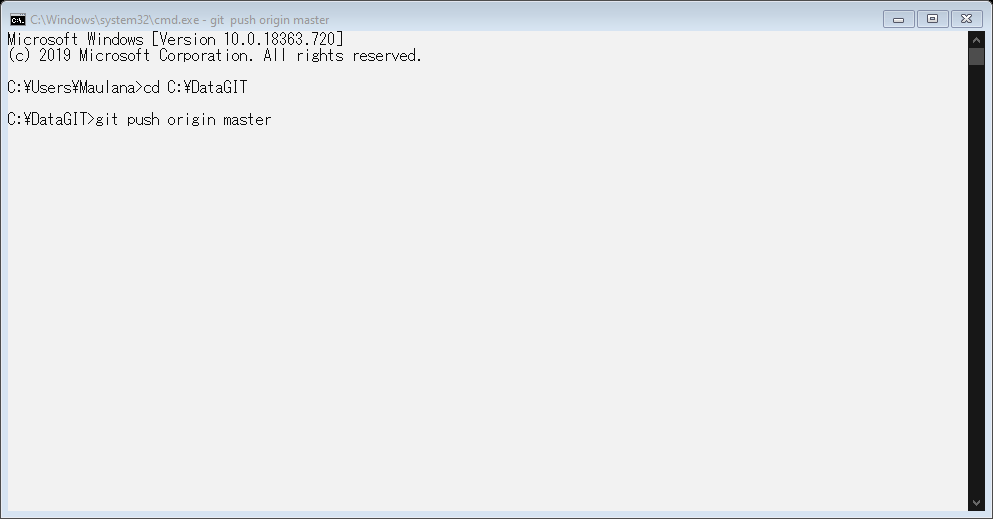 C:\Windows\system32\cmd.exe - git  push origin master
Microsoft Windows [Version 10.0.18363.720]
(c) 2019 Microsoft Corporation. All rights reserved.
C:¥Users¥Maulana>cd C:¥DataGIT
C:¥DataGIT>git push origin master